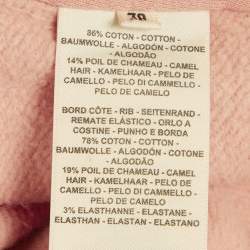 86% COTON - COTTON -
BAUMWOLLE - ALGODÓN - COTONE
- ALGODÃO
14% POIL DE CHAMEAU - CAMEL
HAIR - KAMELHAAR - PELO DE
CAMELLO - PELO DI CAMMELLO -
PELO DE CAMELO
BORD CÔTE - RIB - SEITENRAND -
REMATE ELÁSTICO - ORLO A
COSTINE - PUNHO E BORDA
78% COTON - COTTON -
BAUMWOLLE - ALGODÓN - COTONE
- ALGODÃO
19% POIL DE CHAMEAU - CAMEL
HAIR - KAMELHAAR - PELO DE
CAMELLO - PELO DI CAMMELLO -
PELO DE CAMELO
3% ELASTHANNE - ELASTANE -
ELASTHAN - ELASTANO - ELASTAN
- ELASTANO